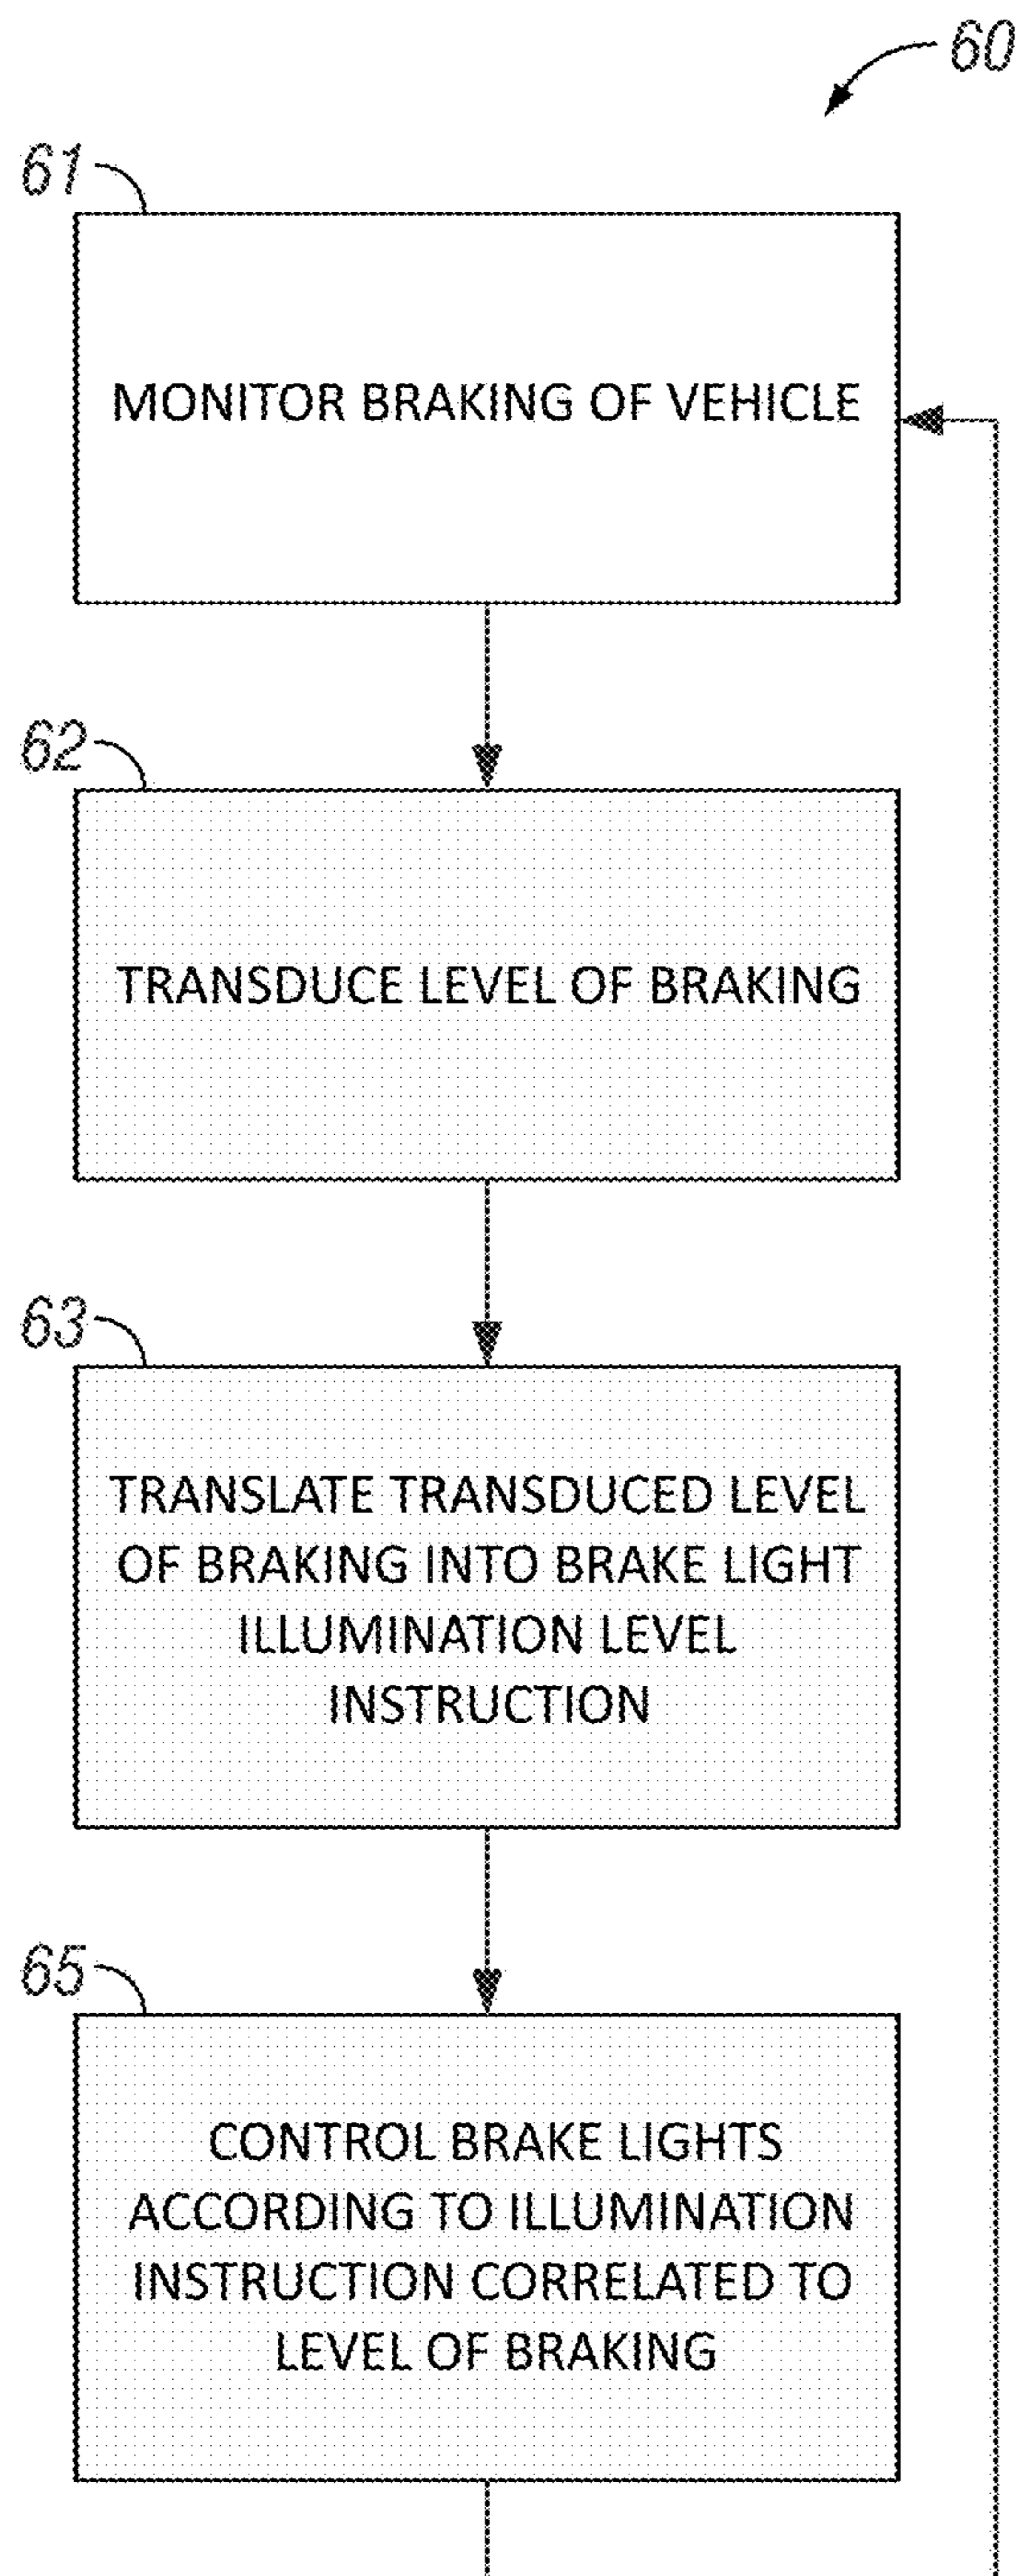 60
61
MONITOR BRAKING OF VEHICLE
62
TRANSDUCE LEVEL OF BRAKING
63
TRANSLATE TRANSDUCED LEVEL
OF BRAKING INTO BRAKE LIGHT
ILLUMINATION LEVEL
INSTRUCTION
65
CONTROL BRAKE LIGHTS
ACCORDING TO ILLUMINATION
INSTRUCTION CORRELATED TO
LEVEL OF BRAKING